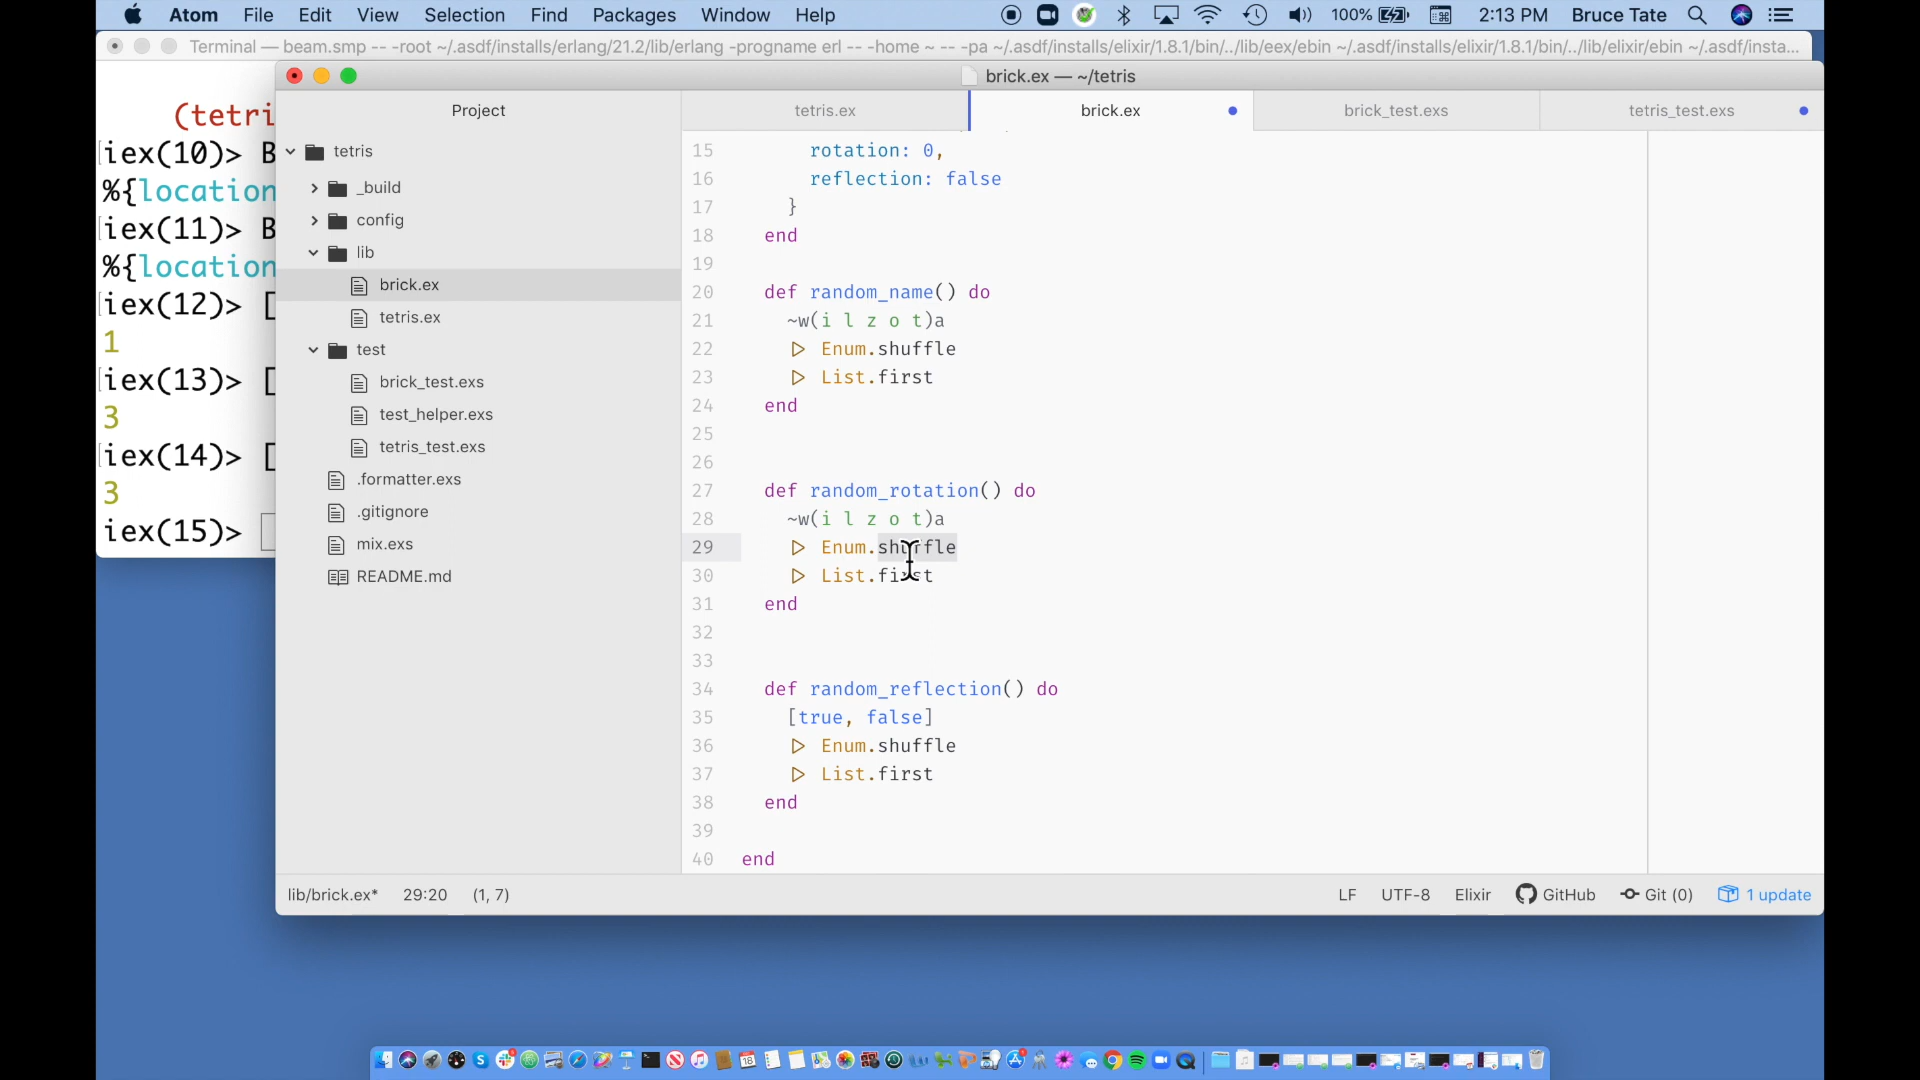 Atom File Edit View Selection Find Packages Window Help 100% 2:13 PM Bruce Tate
Terminal — beam.smp -- -root ~/.asdf/installs/erlang/21.2/lib/erlang -progname erl -- -home ~ -- -pa ~/.asdf/installs/elixir/1.8.1/bin/../lib/eex/ebin ~/.asdf/installs/elixir/1.8.1/bin/../lib/elixir/ebin ~/.asdf/insta...
brick.ex — ~/tetris
(tetri
iex(10)> B
%{location
iex(11)> B
%{location
iex(12)> [
1
iex(13)> [
3
iex(14)> [
3
iex(15)>
Project
tetris
_build
config
lib
brick.ex
tetris.ex
test
brick_test.exs
test_helper.exs
tetris_test.exs
.formatter.exs
.gitignore
mix.exs
README.md
tetris.ex brick.ex brick_test.exs tetris_test.exs
15 rotation: 0,
16 reflection: false
17 }
18 end
19
20 def random_name() do
21 ~w(i l z o t)a
22 ▷ Enum.shuffle
23 ▷ List.first
24 end
25
26
27 def random_rotation() do
28 ~w(i l z o t)a
29 ▷ Enum.shuffle
30 ▷ List.first
31 end
32
33
34 def random_reflection() do
35 [true, false]
36 ▷ Enum.shuffle
37 ▷ List.first
38 end
39
40 end
lib/brick.ex* 29:20 (1, 7) LF UTF-8 Elixir GitHub Git (0) 1 update